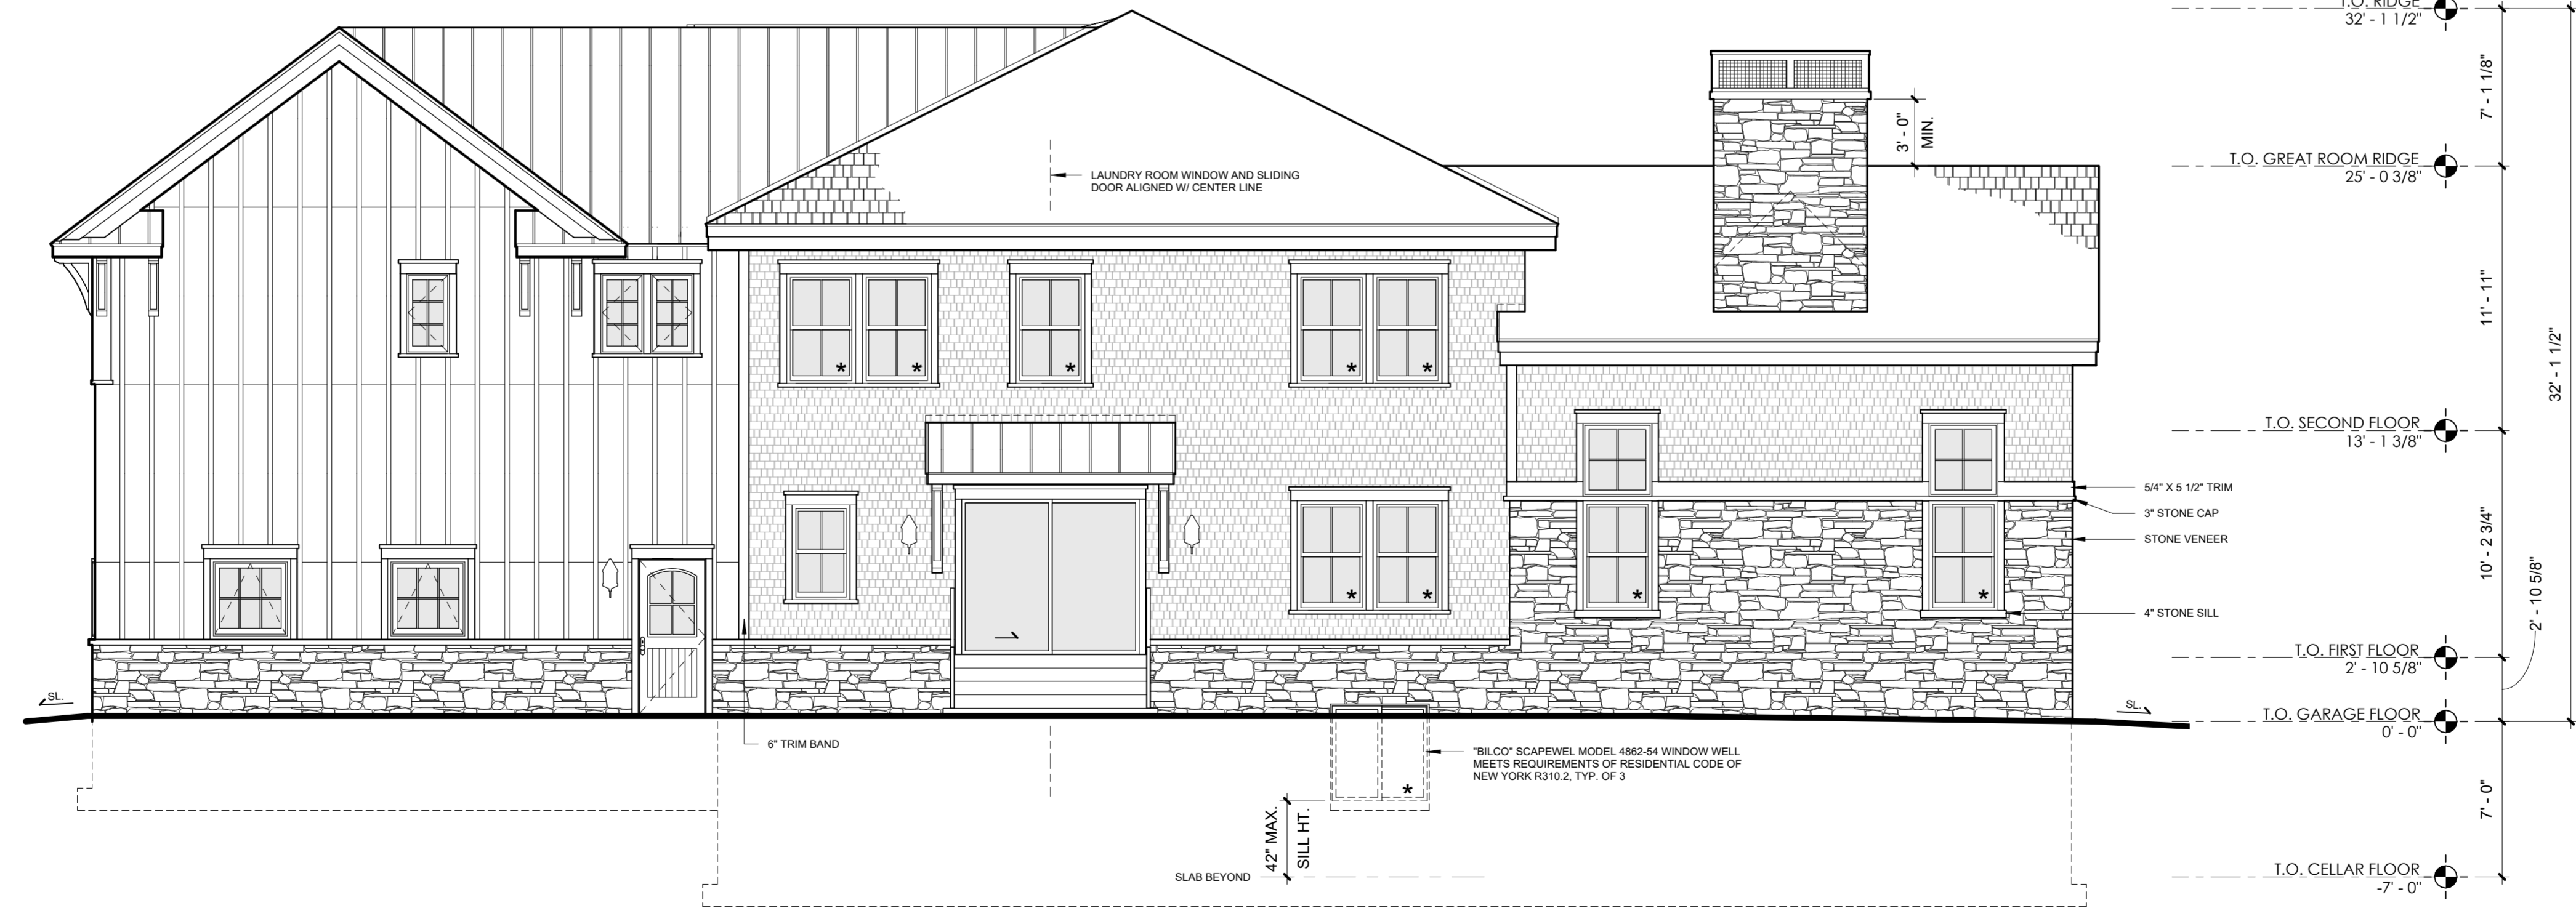 T.O. RIDGE
32' - 1 1/2"
7' - 1 1/8"
3' - 0"
MIN.
T.O. GREAT ROOM RIDGE
25' - 0 3/8"
LAUNDRY ROOM WINDOW AND SLIDING
DOOR ALIGNED W/ CENTER LINE
11' - 11"
32' - 1 1/2"
* * * * *
T.O. SECOND FLOOR
13' - 1 3/8"
5/4" X 5 1/2" TRIM
3" STONE CAP
STONE VENEER
10' - 2 3/4"
2' - 10 5/8"
* * * *
4" STONE SILL
T.O. FIRST FLOOR
2' - 10 5/8"
SL.
SL.
T.O. GARAGE FLOOR
0' - 0"
6" TRIM BAND
"BILCO" SCAPEWEL MODEL 4862-54 WINDOW WELL
MEETS REQUIREMENTS OF RESIDENTIAL CODE OF
NEW YORK R310.2, TYP. OF 3
*
42" MAX.
SILL HT.
7' - 0"
SLAB BEYOND
T.O. CELLAR FLOOR
-7' - 0"